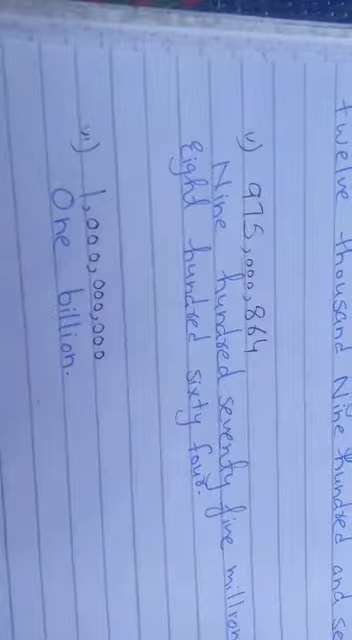 twelve thousand Nine hundred and se
v) 975,000,864
Nine hundred seventy five million
Eight hundred sixty four.
vi) 1,000,000,000
One billion.